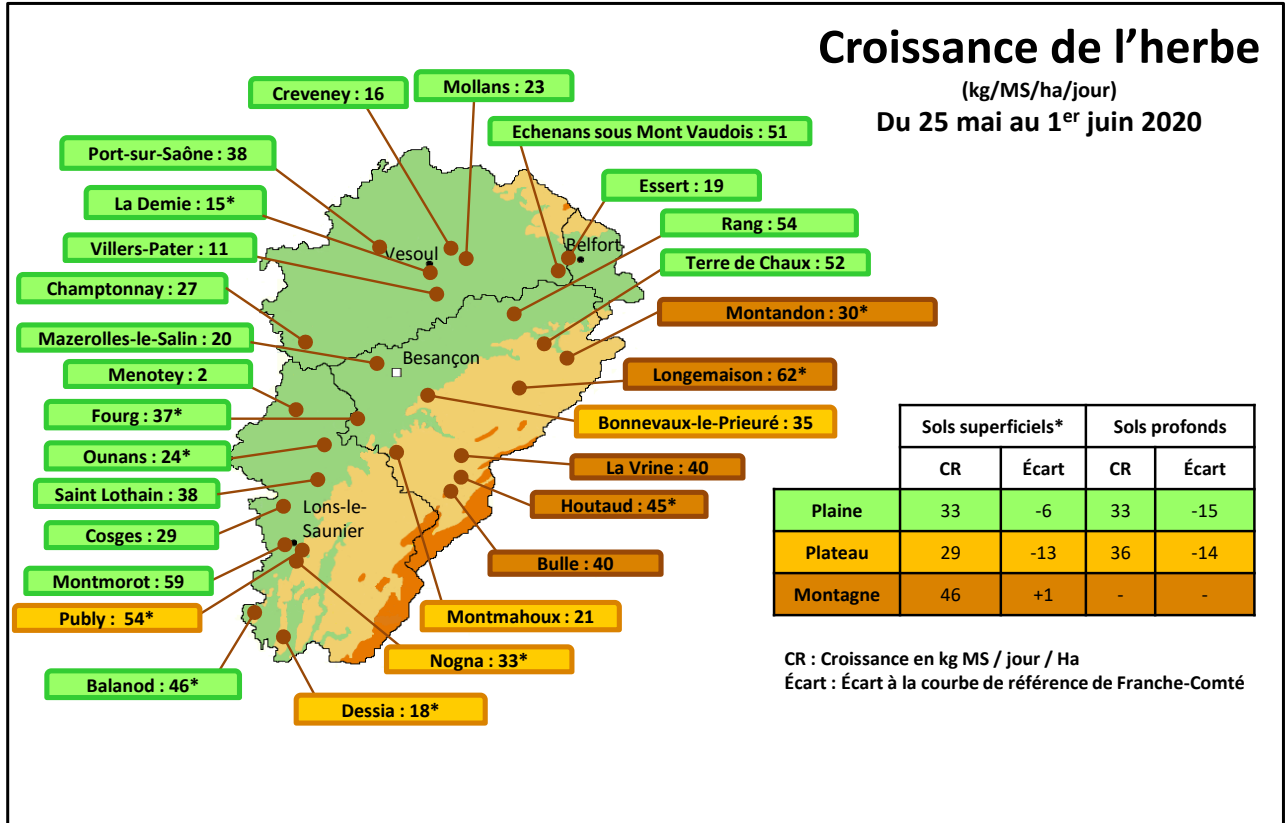 Croissance de l’herbe
(kg/MS/ha/jour)
Du 25 mai au 1er juin 2020
Creveney : 16
Mollans : 23
Echenans sous Mont Vaudois : 51
Port-sur-Saône : 38
Essert : 19
La Demie : 15*
Rang : 54
Villers-Pater : 11
Vesoul
Belfort
Terre de Chaux : 52
Champtonnay : 27
Montandon : 30*
Mazerolles-le-Salin : 20
Besançon
Menotey : 2
Longemaison : 62*
Fourg : 37*
Bonnevaux-le-Prieuré : 35
Ounans : 24*
La Vrine : 40
Saint Lothain : 38
Houtaud : 45*
Cosges : 29
Lons-le-
Saunier
Bulle : 40
Montmorot : 59
Publy : 54*
Montmahoux : 21
Nogna : 33*
Balanod : 46*
Dessia : 18*
Sols superficiels* Sols profonds
CR Écart CR Écart
Plaine 33 -6 33 -15
Plateau 29 -13 36 -14
Montagne 46 +1 - -
CR : Croissance en kg MS / jour / Ha
Écart : Écart à la courbe de référence de Franche-Comté